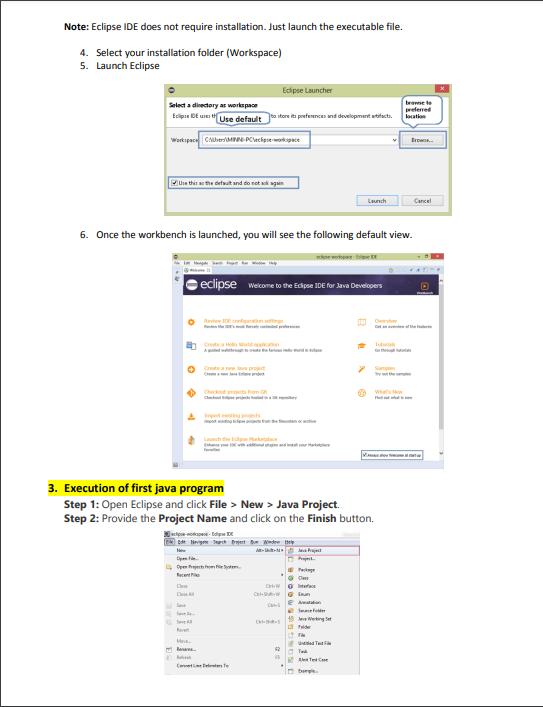 Note: Eclipse IDE does not require installation. Just launch the executable file.
4. Select your installation folder (Workspace)
5. Launch Eclipse
Eclipse Launcher
Select a directory as workspace
Eclipse IDE uses th
Use default
to store its preferences and development artifacts.
browse to
preferred
location
Workspace
C:\Users\MINNI-PC\eclipse-workspace
Browse...
Use this as the default and do not ask again
Launch
Cancel
6. Once the workbench is launched, you will see the following default view.
eclipse-workspace - Eclipse IDE
File Edit Navigate Search Project Run Window Help
Welcome
eclipse Welcome to the Eclipse IDE for Java Developers
Workbench
Review IDE configuration settings
Review the IDE's most fiercely contested preferences
Create a Hello World application
A guided walkthrough to create the famous Hello World in Eclipse
Create a new Java project
Create a new Java Eclipse project
Checkout projects from Git
Checkout Eclipse projects hosted in a Git repository
Import existing projects
Import existing Eclipse projects from the filesystem or archive
Launch the Eclipse Marketplace
Enhance your IDE with additional plugins and install your Marketplace
favorites
Overview
Get an overview of the features
Tutorials
Go through tutorials
Samples
Try out the samples
What's New
Find out what is new
Always show Welcome at start up
3. Execution of first java program
Step 1: Open Eclipse and click File > New > Java Project.
Step 2: Provide the Project Name and click on the Finish button.
eclipse-workspace - Eclipse IDE
File Edit Navigate Search Project Run Window Help
New Alt+Shift+N
Open File...
Open Projects from File System...
Recent Files
Close Ctrl+W
Close All Ctrl+Shift+W
Save Ctrl+S
Save As...
Save All Ctrl+Shift+S
Revert
Move...
Rename... F2
Refresh F5
Convert Line Delimiters To
Java Project
Project...
Package
Class
Interface
Enum
Annotation
Source Folder
Java Working Set
Folder
File
Untitled Text File
Task
JUnit Test Case
Example...